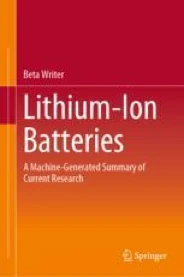 Beta Writer
Lithium-Ion
Batteries
A Machine-Generated Summary of
Current Research
Springer